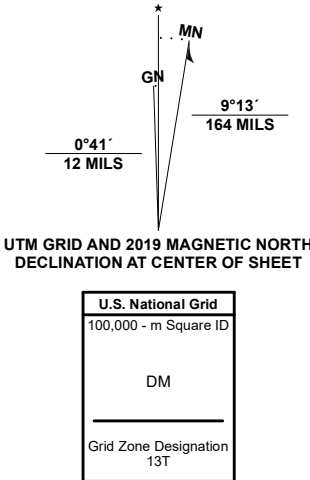 ★
MN
GN
9°13´
164 MILS
0°41´
12 MILS
UTM GRID AND 2019 MAGNETIC NORTH
DECLINATION AT CENTER OF SHEET
U.S. National Grid
100,000 - m Square ID
DM
Grid Zone Designation
13T